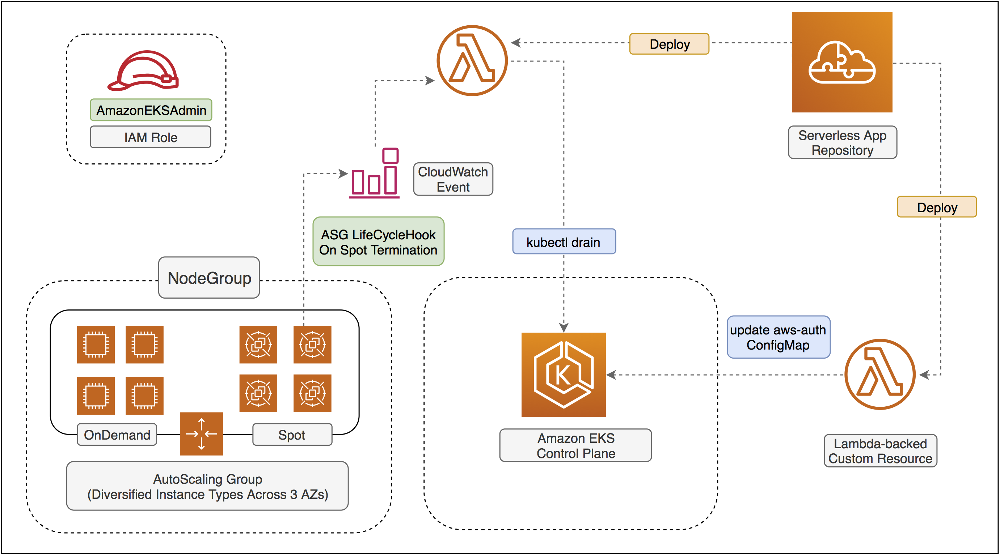 Deploy
AmazonEKSAdmin
IAM Role
Serverless App
Repository
CloudWatch
Event
Deploy
ASG LifeCycleHook
On Spot Termination
kubectl drain
NodeGroup
update aws-auth
ConfigMap
K
OnDemand
Spot
Amazon EKS
Control Plane
Lambda-backed
Custom Resource
AutoScaling Group
(Diversified Instance Types Across 3 AZs)